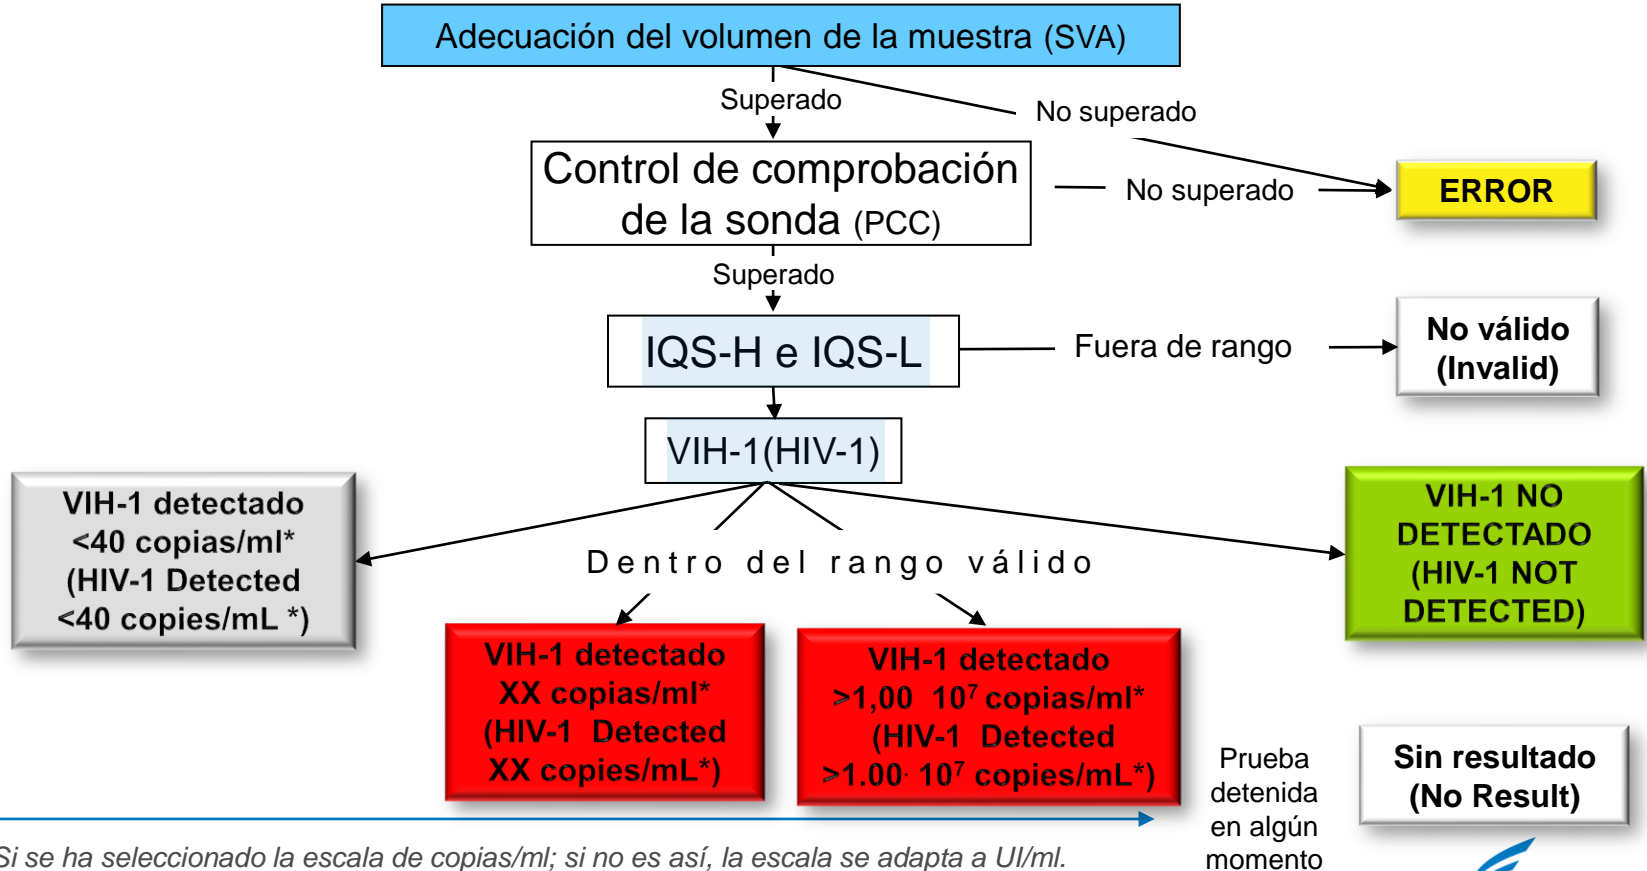 Adecuación del volumen de la muestra (SVA)
Superado
No superado
Control de comprobación
de la sonda (PCC)
No superado
ERROR
Superado
IQS-H e IQS-L
Fuera de rango
No válido
(Invalid)
VIH-1(HIV-1)
VIH-1 detectado
<40 copias/ml*
(HIV-1 Detected
<40 copies/mL *)
Dentro del rango válido
VIH-1 NO
DETECTADO
(HIV-1 NOT
DETECTED)
VIH-1 detectado
XX copias/ml*
(HIV-1 Detected
XX copies/mL*)
VIH-1 detectado
>1,00 10⁷ copias/ml*
(HIV-1 Detected
>1.00· 10⁷ copies/mL*)
Prueba
detenida
en algún
momento
Sin resultado
(No Result)
Si se ha seleccionado la escala de copias/ml; si no es así, la escala se adapta a UI/ml.